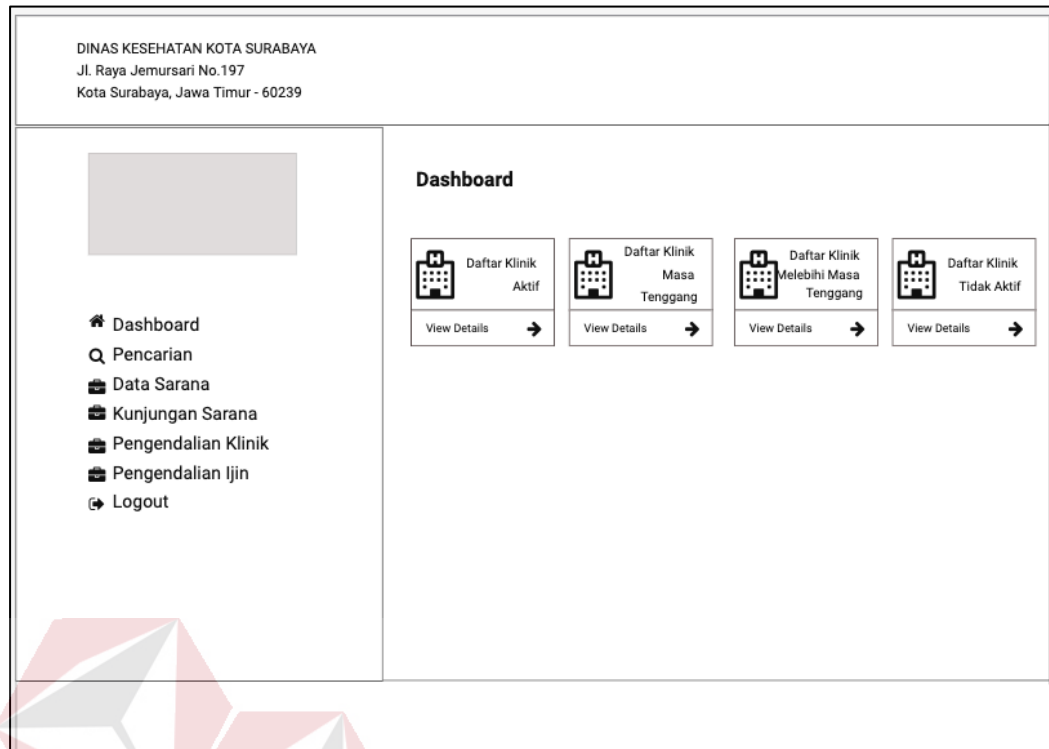 DINAS KESEHATAN KOTA SURABAYA
Jl. Raya Jemursari No.197
Kota Surabaya, Jawa Timur - 60239
Dashboard
Pencarian
Data Sarana
Kunjungan Sarana
Pengendalian Klinik
Pengendalian Ijin
Logout
Dashboard
Daftar Klinik
Aktif
View Details
Daftar Klinik
Masa
Tenggang
View Details
Daftar Klinik
Melebihi Masa
Tenggang
View Details
Daftar Klinik
Tidak Aktif
View Details